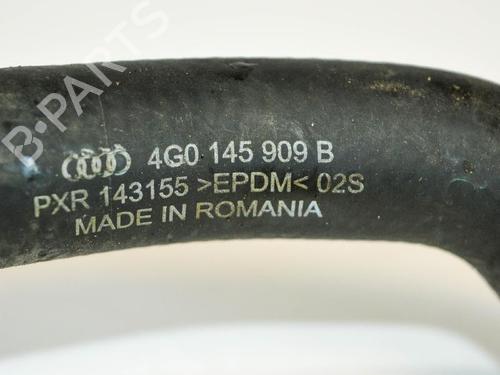 B-PARTS
4G0 145 909 B
PXR 143155 >EPDM< 02S
MADE IN ROMANIA